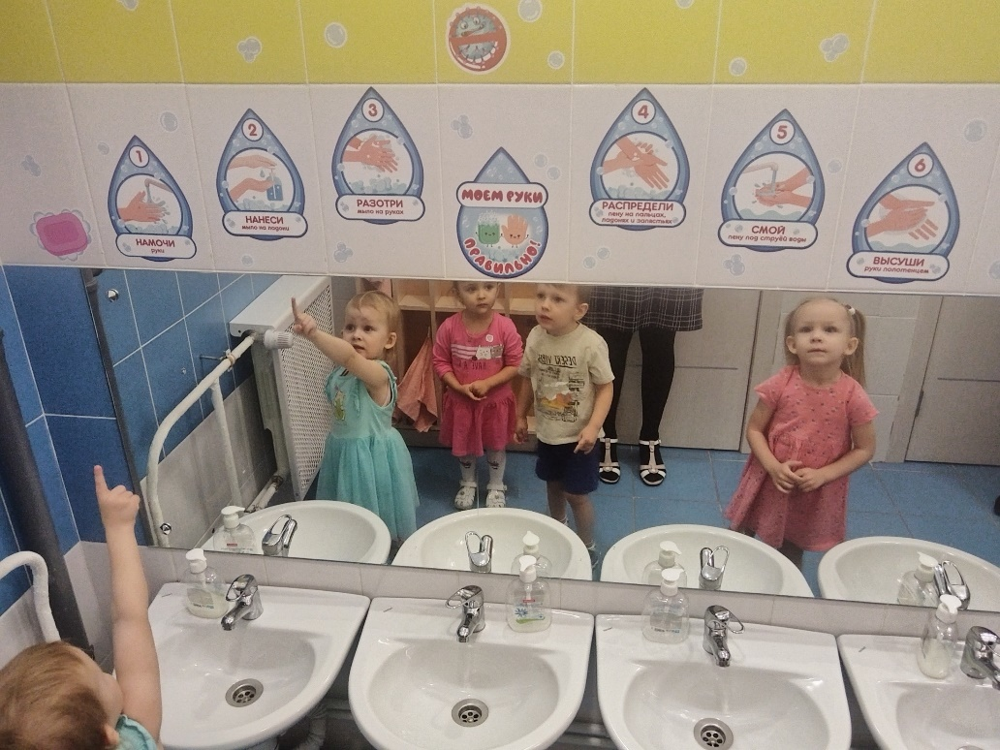 1
НАМОЧИ
руки
2
НАНЕСИ
мыло на ладони
3
РАЗОТРИ
мыло на руках
МОЕМ РУКИ
ПРАВИЛЬНО!
4
РАСПРЕДЕЛИ
пену на пальцах,
ладонях и запястьях
5
СМОЙ
пену под струёй воды
6
ВЫСУШИ
руки полотенцем